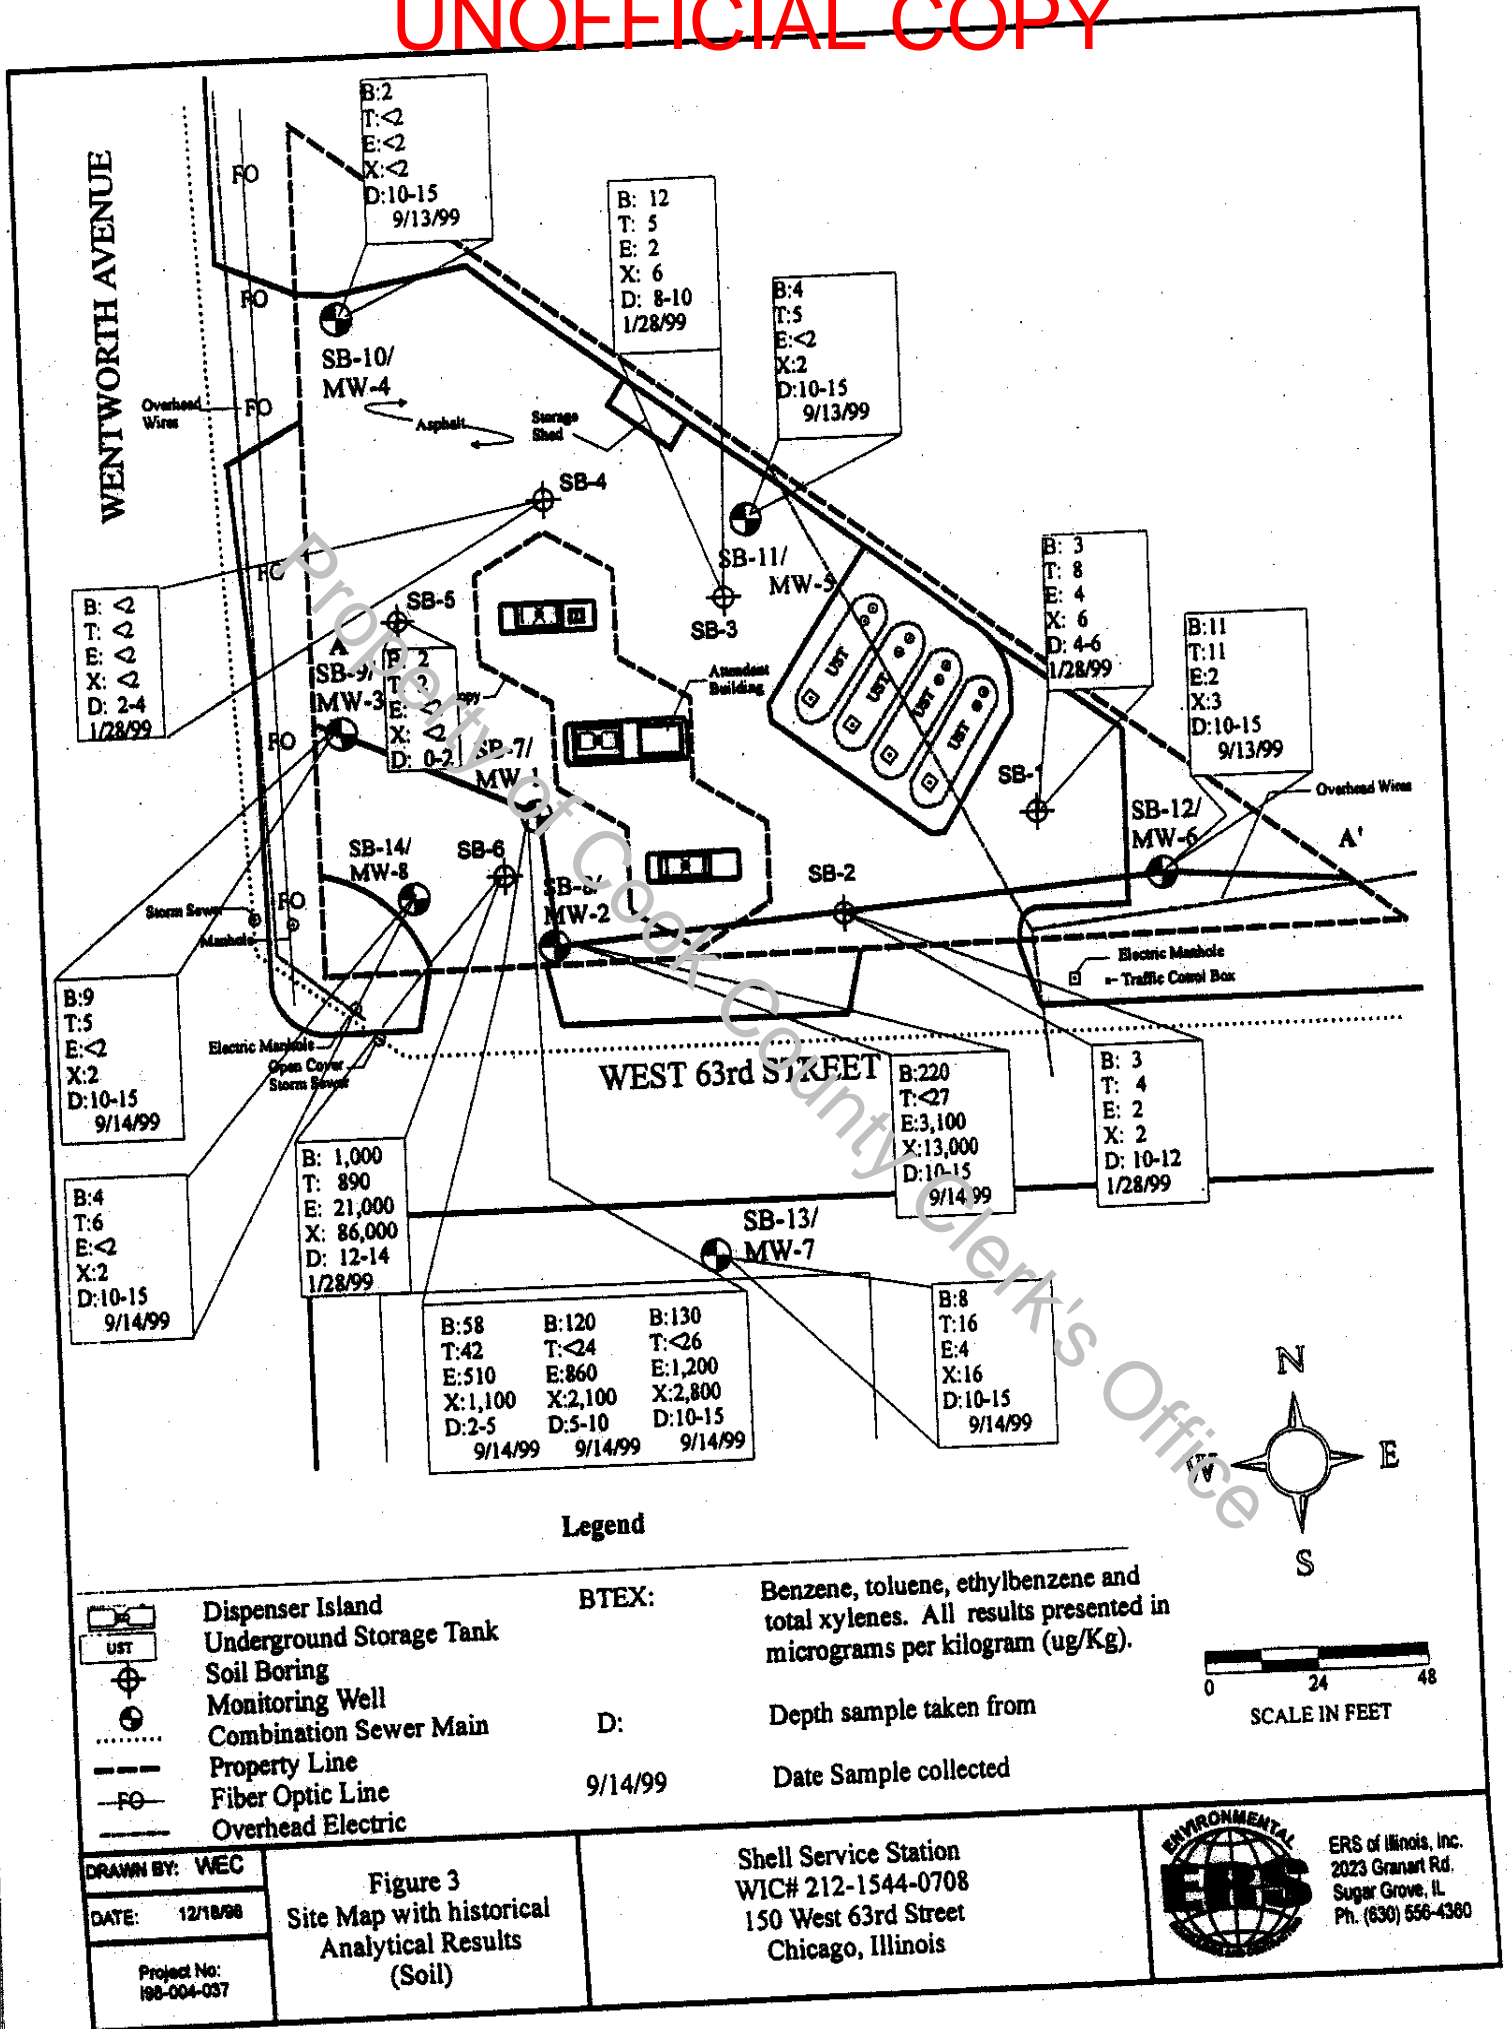 UNOFFICIAL COPY
WENTWORTH AVENUE
B:2
T:<2
E:<2
X:<2
D:10-15
9/13/99
B: 12
T: 5
E: 2
X: 6
D: 8-10
1/28/99
B:4
T:5
E:<2
X:2
D:10-15
9/13/99
FO
FO
FO
FO
FO
FO
SB-10/
MW-4
Overhead
Wires
Asphalt
Storage
Shed
SB-4
SB-11/
MW-5
SB-3
SB-5
B: 3
T: 8
E: 4
X: 6
D: 4-6
1/28/99
B:11
T:11
E:2
X:3
D:10-15
9/13/99
B: <2
T: <2
E: <2
X: <2
D: 2-4
1/28/99
A
SB-9/
MW-3
B: 2
T: 2
E: <2
X: <2
D: 0-2
Attendant
Building
UST
UST
UST
UST
SB-7/
MW-1
SB-1
SB-12/
MW-6
Overhead Wires
A'
SB-14/
MW-8
SB-6
SB-8/
MW-2
SB-2
Storm Sewer
Manhole
Electric Manhole
Traffic Control Box
Electric Manhole
Open Cover
Storm Sewer
WEST 63rd STREET
B:9
T:5
E:<2
X:2
D:10-15
9/14/99
B:4
T:6
E:<2
X:2
D:10-15
9/14/99
B: 1,000
T: 890
E: 21,000
X: 86,000
D: 12-14
1/28/99
B:220
T:<27
E:3,100
X:13,000
D:10-15
9/14/99
B: 3
T: 4
E: 2
X: 2
D: 10-12
1/28/99
SB-13/
MW-7
B:58 B:120 B:130
T:42 T:<24 T:<26
E:510 E:860 E:1,200
X:1,100 X:2,100 X:2,800
D:2-5 D:5-10 D:10-15
9/14/99 9/14/99 9/14/99
B:8
T:16
E:4
X:16
D:10-15
9/14/99
Property of Cook County Clerk's Office
N
W
E
S
Legend
Dispenser Island
UST Underground Storage Tank
Soil Boring
Monitoring Well
Combination Sewer Main
Property Line
FO Fiber Optic Line
Overhead Electric
BTEX: Benzene, toluene, ethylbenzene and
total xylenes. All results presented in
micrograms per kilogram (ug/Kg).
D: Depth sample taken from
9/14/99 Date Sample collected
0 24 48
SCALE IN FEET
DRAWN BY: WEC
DATE: 12/18/98
Project No:
I98-004-037
Figure 3
Site Map with historical
Analytical Results
(Soil)
Shell Service Station
WIC# 212-1544-0708
150 West 63rd Street
Chicago, Illinois
ENVIRONMENTAL
ERS
ERS of Illinois, Inc.
2023 Granart Rd.
Sugar Grove, IL
Ph. (630) 556-4360